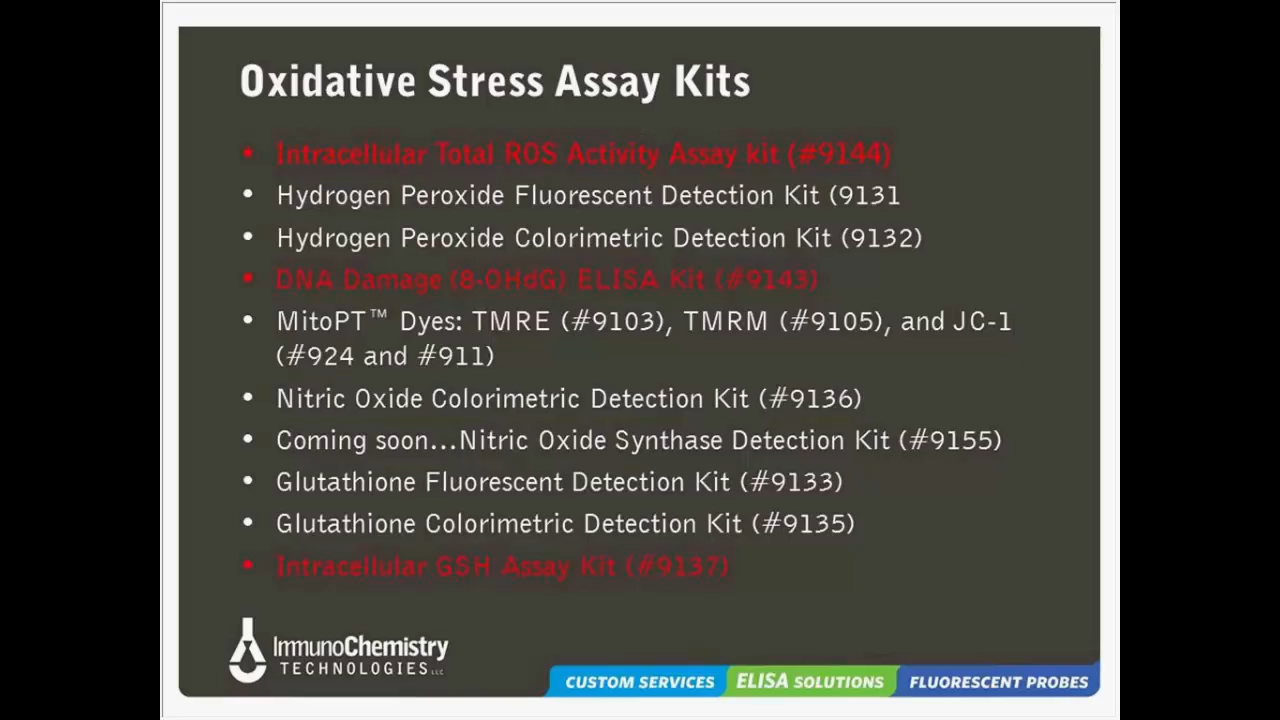 Oxidative Stress Assay Kits
• Intracellular Total ROS Activity Assay kit (#9144)
• Hydrogen Peroxide Fluorescent Detection Kit (9131
• Hydrogen Peroxide Colorimetric Detection Kit (9132)
• DNA Damage (8-OHdG) ELISA Kit (#9143)
• MitoPT™ Dyes: TMRE (#9103), TMRM (#9105), and JC-1
(#924 and #911)
• Nitric Oxide Colorimetric Detection Kit (#9136)
• Coming soon...Nitric Oxide Synthase Detection Kit (#9155)
• Glutathione Fluorescent Detection Kit (#9133)
• Glutathione Colorimetric Detection Kit (#9135)
• Intracellular GSH Assay Kit (#9137)
ImmunoChemistry
TECHNOLOGIES LLC
CUSTOM SERVICES ELISA SOLUTIONS FLUORESCENT PROBES